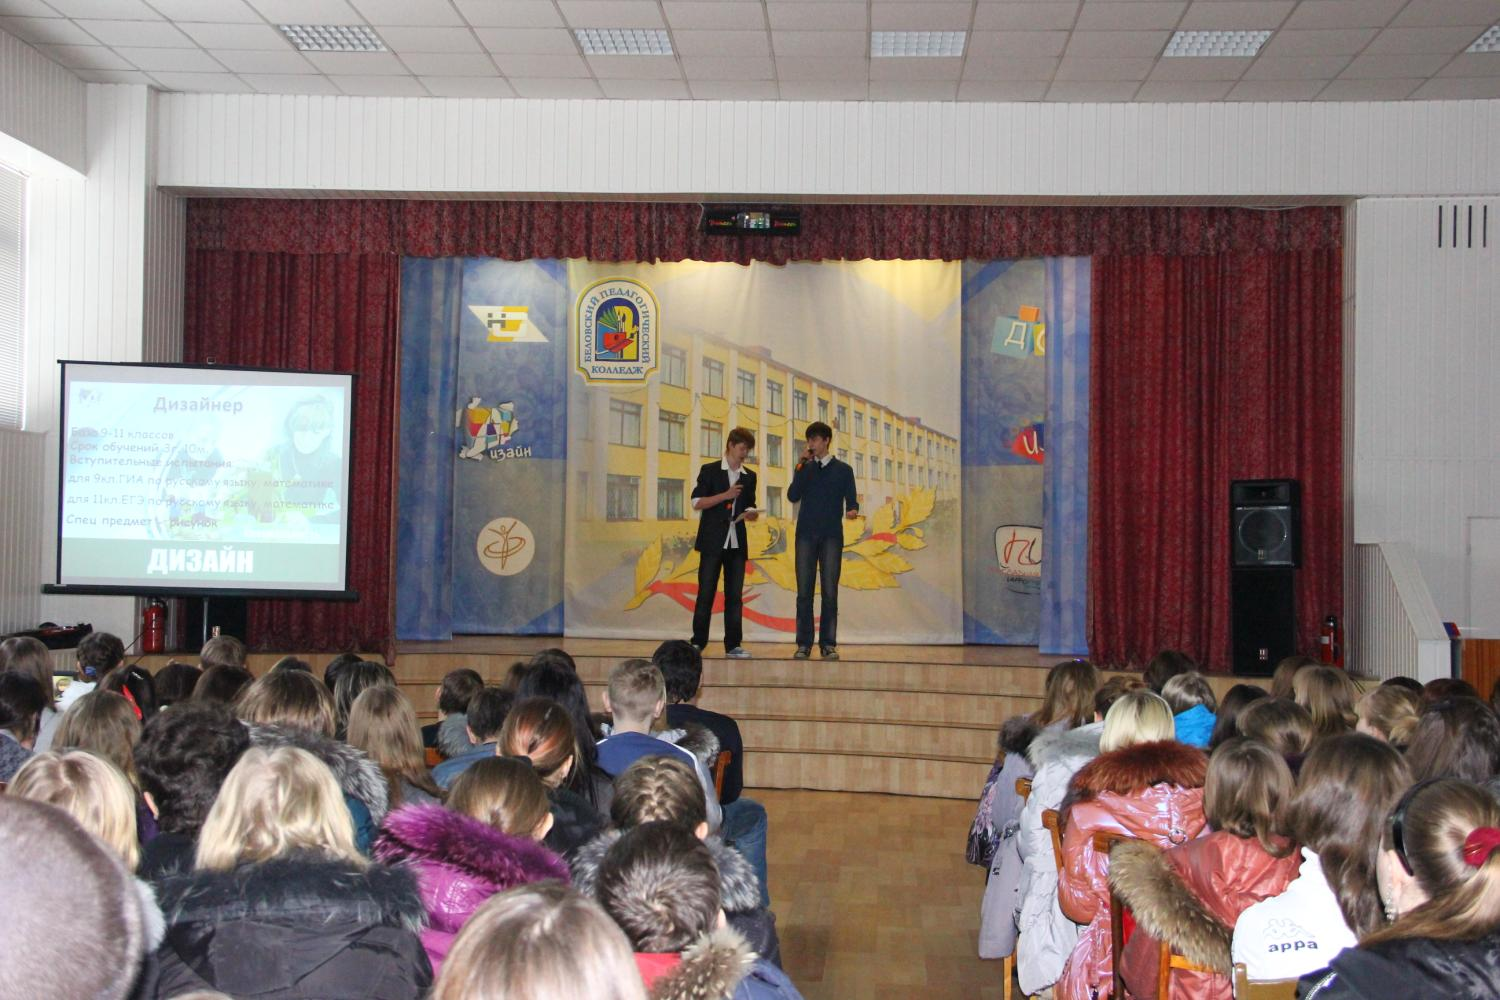 БЕЛОВСКИЙ ПЕДАГОГИЧЕСКИЙ
КОЛЛЕДЖ
Дизайнер
База 9-11 классов
Срок обучений 3г. 10м.
Вступительные испытания:
для 9кл.ГИА по русскому языку, математике
для 11кл.ЕГЭ по русскому языку, математике
Спец предмет - рисунок
ДИЗАЙН
изайн
Д
appa